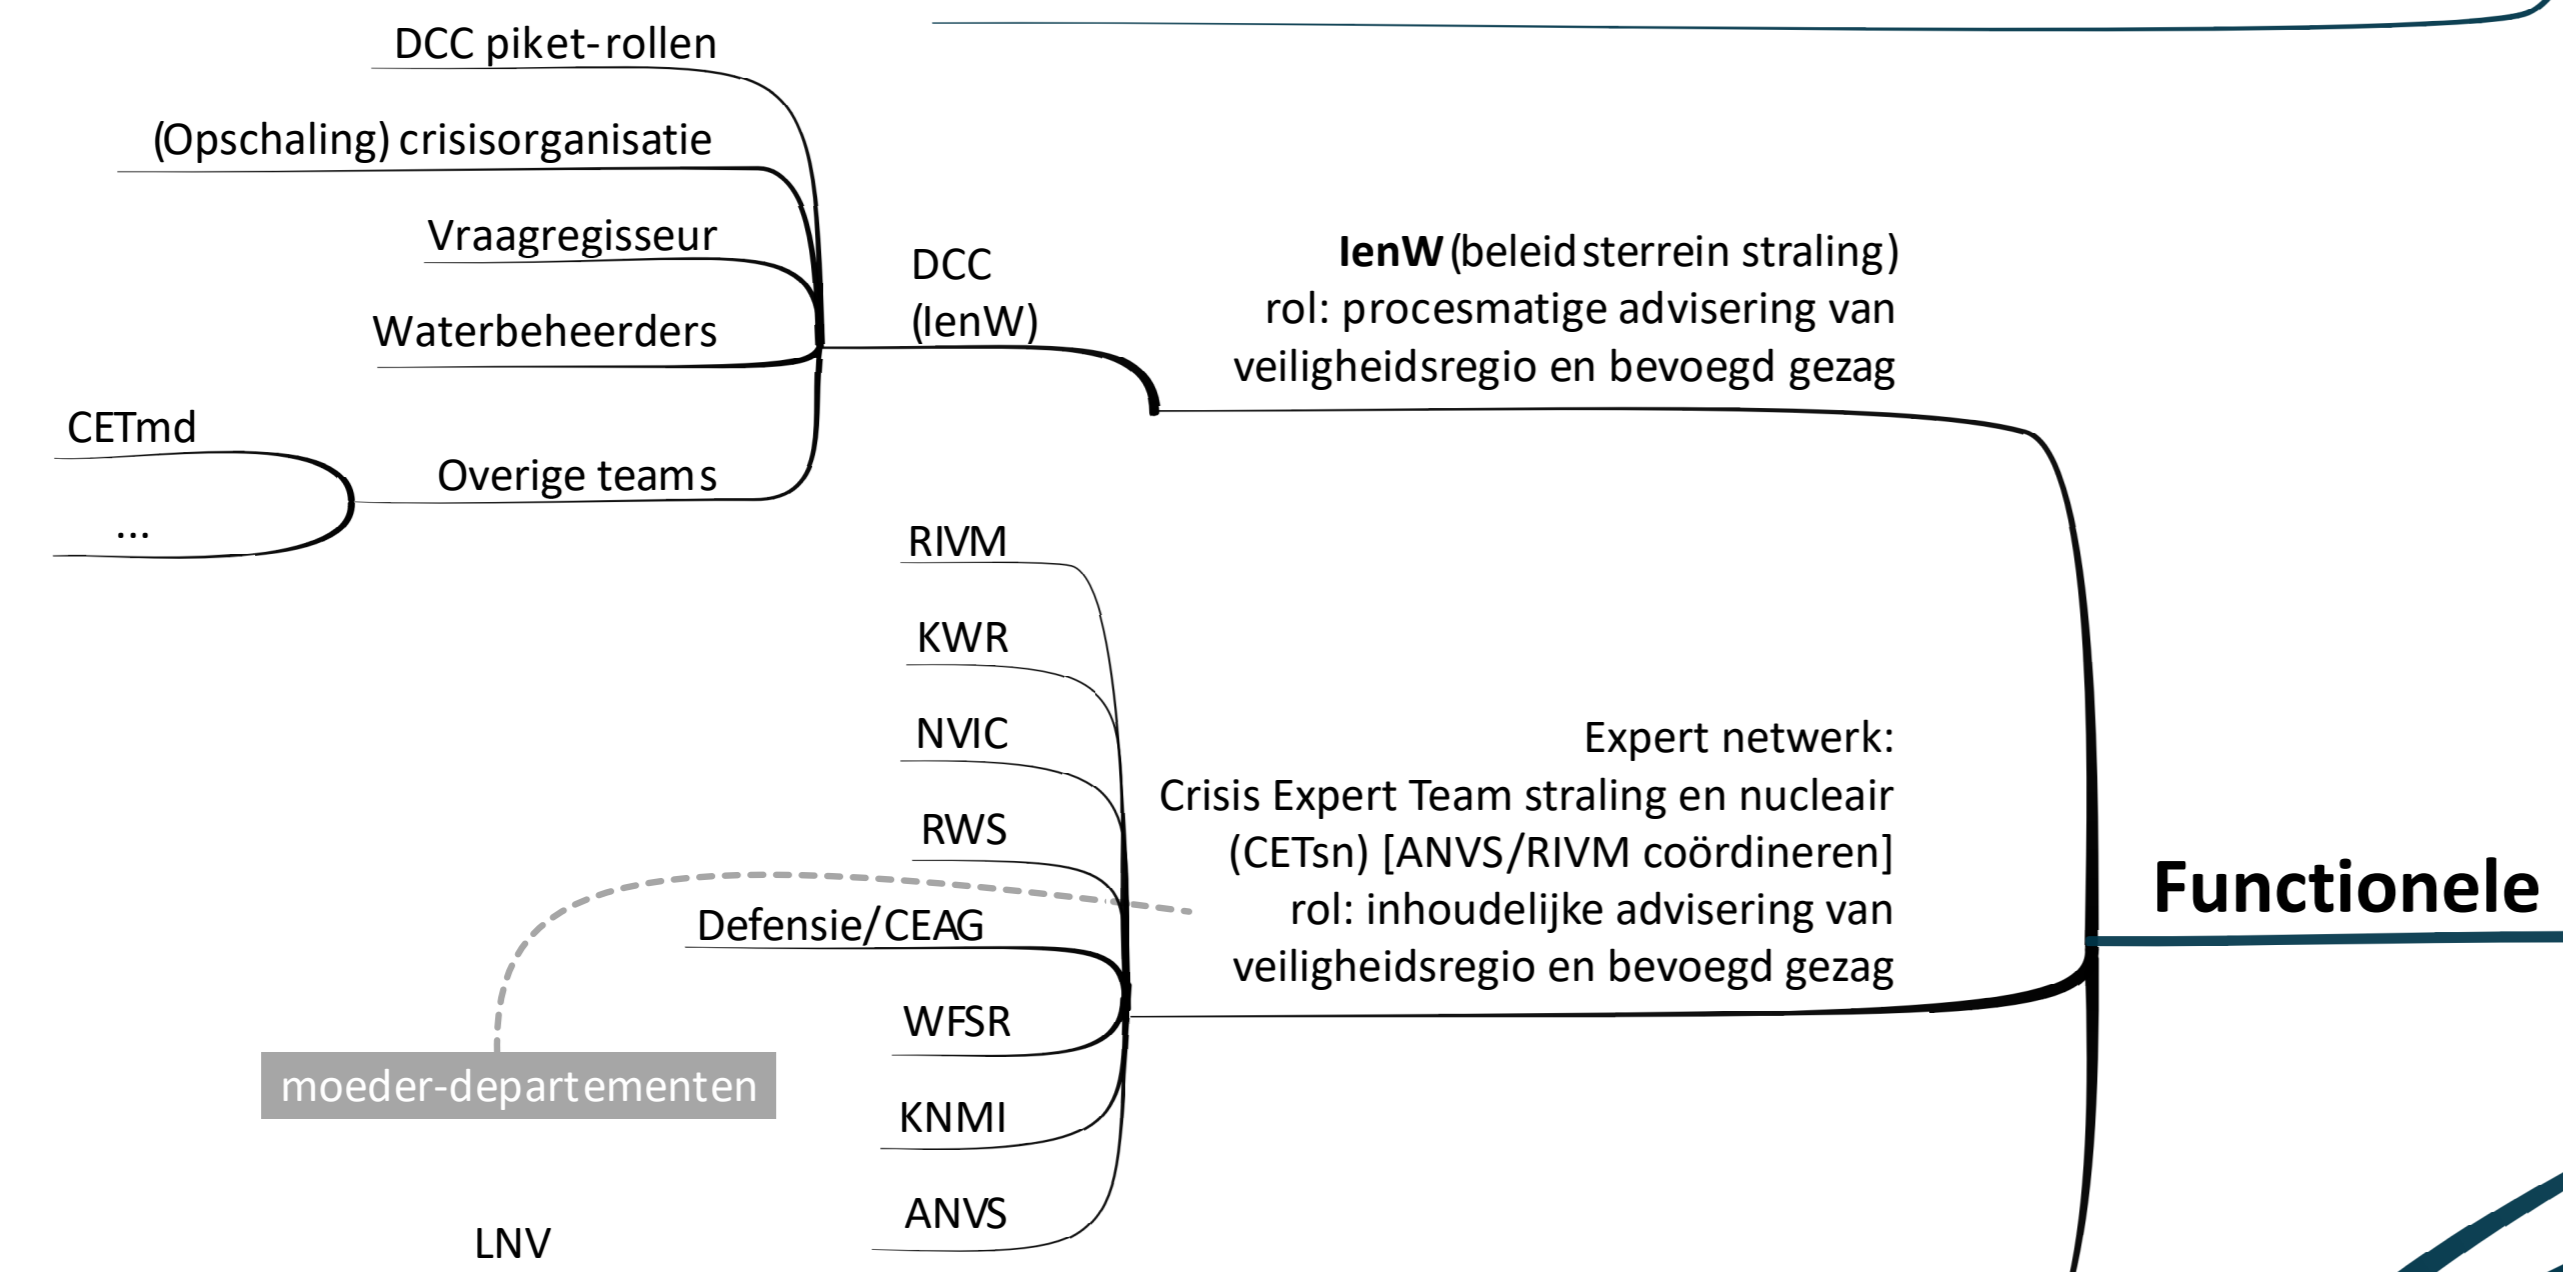 DCC piket-rollen
(Opschaling) crisisorganisatie
Vraagregisseur
Waterbeheerders
CETmd
...
Overige teams
DCC
(IenW)
IenW (beleidsterrein straling)
rol: procesmatige advisering van
veiligheidsregio en bevoegd gezag
RIVM
KWR
NVIC
RWS
Defensie/CEAG
WFSR
KNMI
ANVS
Expert netwerk:
Crisis Expert Team straling en nucleair
(CETsn) [ANVS/RIVM coördineren]
rol: inhoudelijke advisering van
veiligheidsregio en bevoegd gezag
Functionele
moeder-departementen
LNV